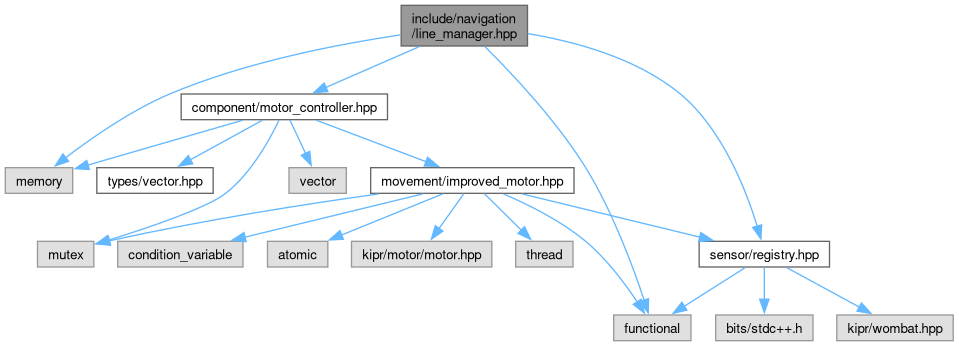 include/navigation
/line_manager.hpp
component/motor_controller.hpp
memory
types/vector.hpp
vector
movement/improved_motor.hpp
mutex
condition_variable
atomic
kipr/motor/motor.hpp
thread
sensor/registry.hpp
functional
bits/stdc++.h
kipr/wombat.hpp